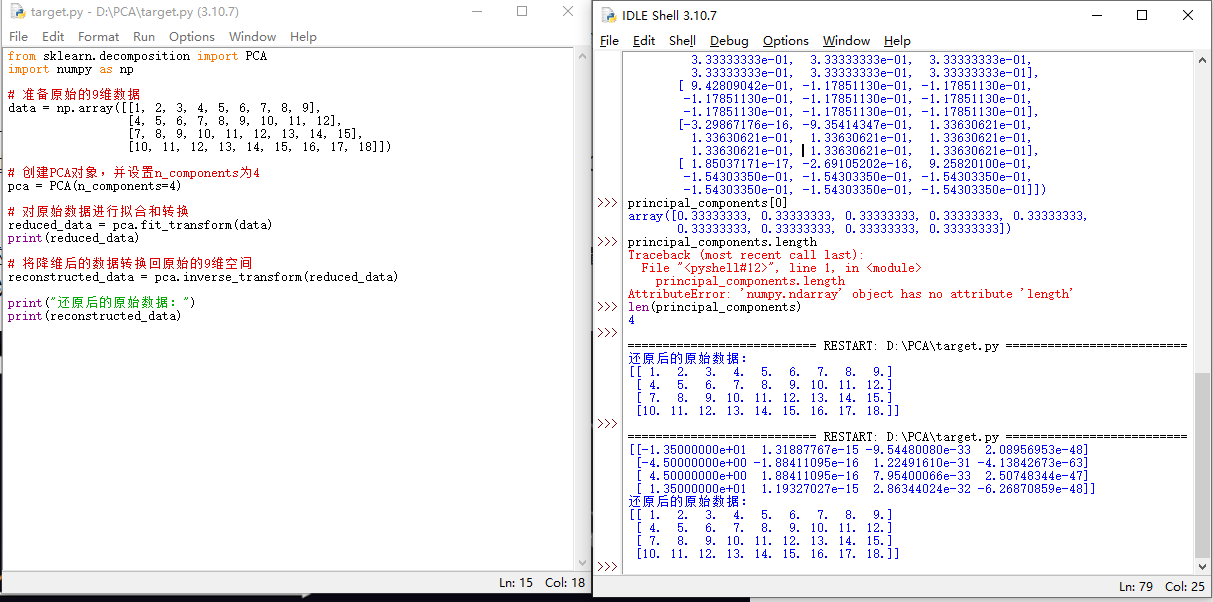 target.py - D:\PCA\target.py (3.10.7)
File Edit Format Run Options Window Help
from sklearn.decomposition import PCA
import numpy as np
# 准备原始的9维数据
data = np.array([[1, 2, 3, 4, 5, 6, 7, 8, 9],
[4, 5, 6, 7, 8, 9, 10, 11, 12],
[7, 8, 9, 10, 11, 12, 13, 14, 15],
[10, 11, 12, 13, 14, 15, 16, 17, 18]])
# 创建PCA对象，并设置n_components为4
pca = PCA(n_components=4)
# 对原始数据进行拟合和转换
reduced_data = pca.fit_transform(data)
print(reduced_data)
# 将降维后的数据转换回原始的9维空间
reconstructed_data = pca.inverse_transform(reduced_data)
print("还原后的原始数据：")
print(reconstructed_data)
Ln: 15 Col: 18
IDLE Shell 3.10.7
File Edit Shell Debug Options Window Help
3.33333333e-01, 3.33333333e-01, 3.33333333e-01,
3.33333333e-01, 3.33333333e-01, 3.33333333e-01],
[ 9.42809042e-01, -1.17851130e-01, -1.17851130e-01,
-1.17851130e-01, -1.17851130e-01, -1.17851130e-01,
-1.17851130e-01, -1.17851130e-01, -1.17851130e-01],
[-3.29867176e-16, -9.35414347e-01, 1.33630621e-01,
1.33630621e-01, 1.33630621e-01, 1.33630621e-01,
1.33630621e-01, 1.33630621e-01, 1.33630621e-01],
[ 1.85037171e-17, -2.69105202e-16, 9.25820100e-01,
-1.54303350e-01, -1.54303350e-01, -1.54303350e-01,
-1.54303350e-01, -1.54303350e-01, -1.54303350e-01]])
>>> principal_components[0]
array([0.33333333, 0.33333333, 0.33333333, 0.33333333, 0.33333333,
0.33333333, 0.33333333, 0.33333333, 0.33333333])
>>> principal_components.length
Traceback (most recent call last):
File "<pyshell#12>", line 1, in <module>
principal_components.length
AttributeError: 'numpy.ndarray' object has no attribute 'length'
>>> len(principal_components)
4
>>>
========================== RESTART: D:\PCA\target.py ==========================
还原后的原始数据：
[[ 1. 2. 3. 4. 5. 6. 7. 8. 9.]
[ 4. 5. 6. 7. 8. 9. 10. 11. 12.]
[ 7. 8. 9. 10. 11. 12. 13. 14. 15.]
[10. 11. 12. 13. 14. 15. 16. 17. 18.]]
>>>
========================== RESTART: D:\PCA\target.py ==========================
[[-1.35000000e+01 1.31887767e-15 -9.54480080e-33 2.08956953e-48]
[-4.50000000e+00 -1.88411095e-16 1.22491610e-31 -4.13842673e-63]
[ 4.50000000e+00 1.88411095e-16 7.95400066e-33 2.50748344e-47]
[ 1.35000000e+01 1.19327027e-15 2.86344024e-32 -6.26870859e-48]]
还原后的原始数据：
[[ 1. 2. 3. 4. 5. 6. 7. 8. 9.]
[ 4. 5. 6. 7. 8. 9. 10. 11. 12.]
[ 7. 8. 9. 10. 11. 12. 13. 14. 15.]
[10. 11. 12. 13. 14. 15. 16. 17. 18.]]
>>>
Ln: 79 Col: 25